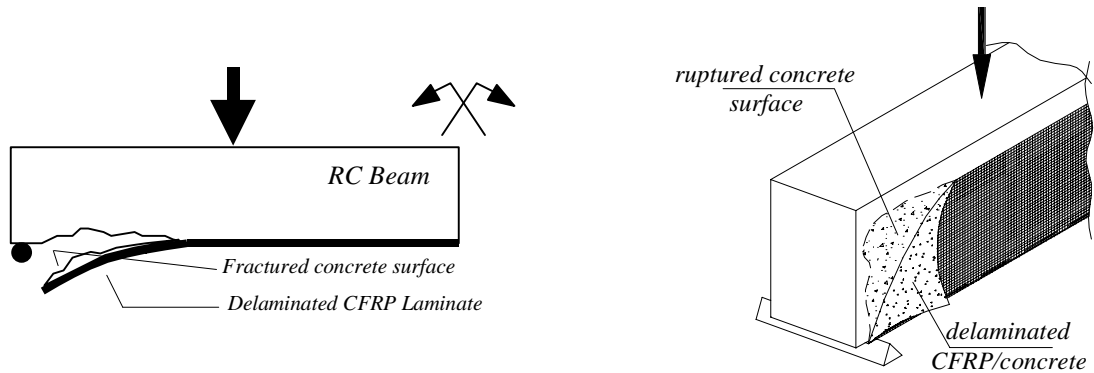 RC Beam
Fractured concrete surface
Delaminated CFRP Laminate
ruptured concrete
surface
delaminated
CFRP/concrete